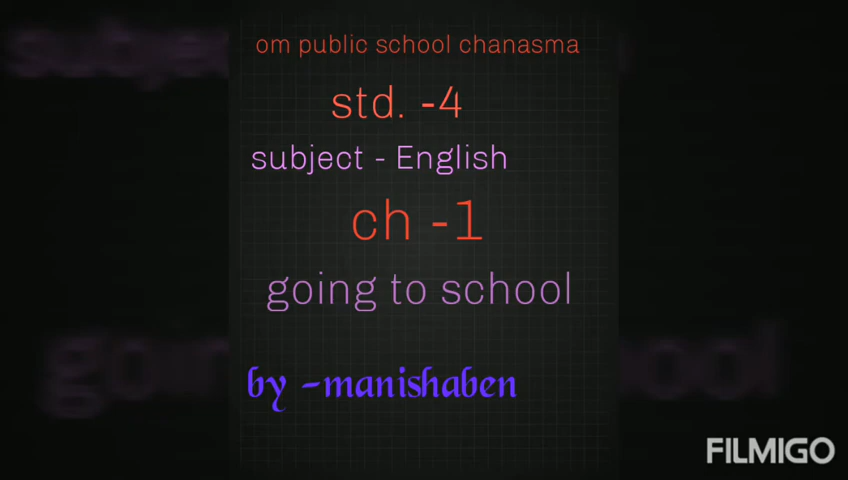 om public school chanasma
std. -4
subject - English
ch -1
going to school
by -manishaben
FILMIGO